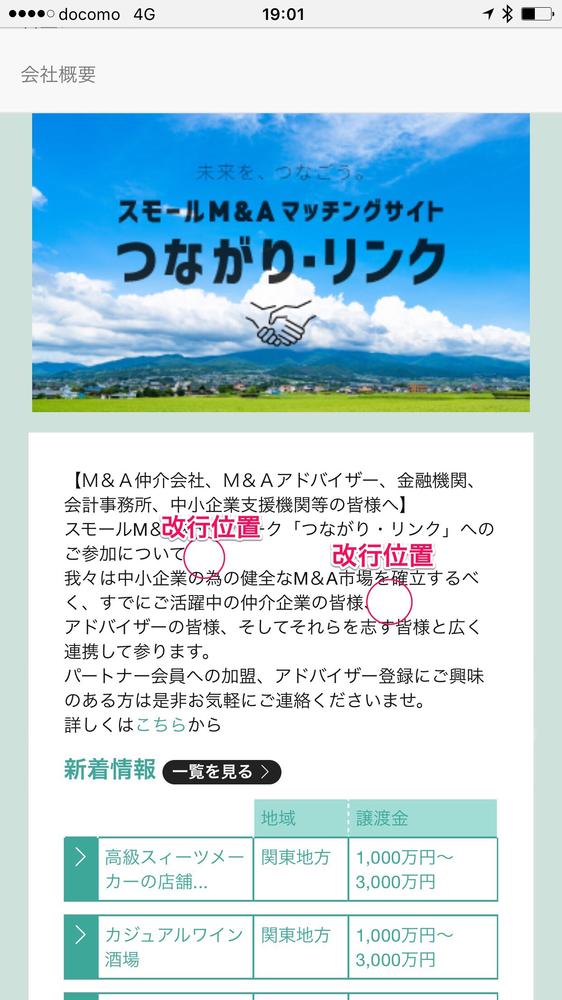 docomo 4G 19:01
会社概要
未来を、つなごう。
スモールM&Aマッチングサイト
つながり・リンク
【M&A仲介会社、M&Aアドバイザー、金融機関、
会計事務所、中小企業支援機関等の皆様へ】
改行位置
スモールM& ク「つながり・リンク」への
ご参加について
改行位置
我々は中小企業の為の健全なM&A市場を確立するべ
く、すでにご活躍中の仲介企業の皆様、
アドバイザーの皆様、そしてそれらを志す皆様と広く
連携して参ります。
パートナー会員への加盟、アドバイザー登録にご興味
のある方は是非お気軽にご連絡くださいませ。
詳しくはこちらから
新着情報 一覧を見る >
地域 譲渡金
高級スィーツメー 関東地方 1,000万円〜
カーの店舗... 3,000万円
カジュアルワイン 関東地方 1,000万円〜
酒場 3,000万円